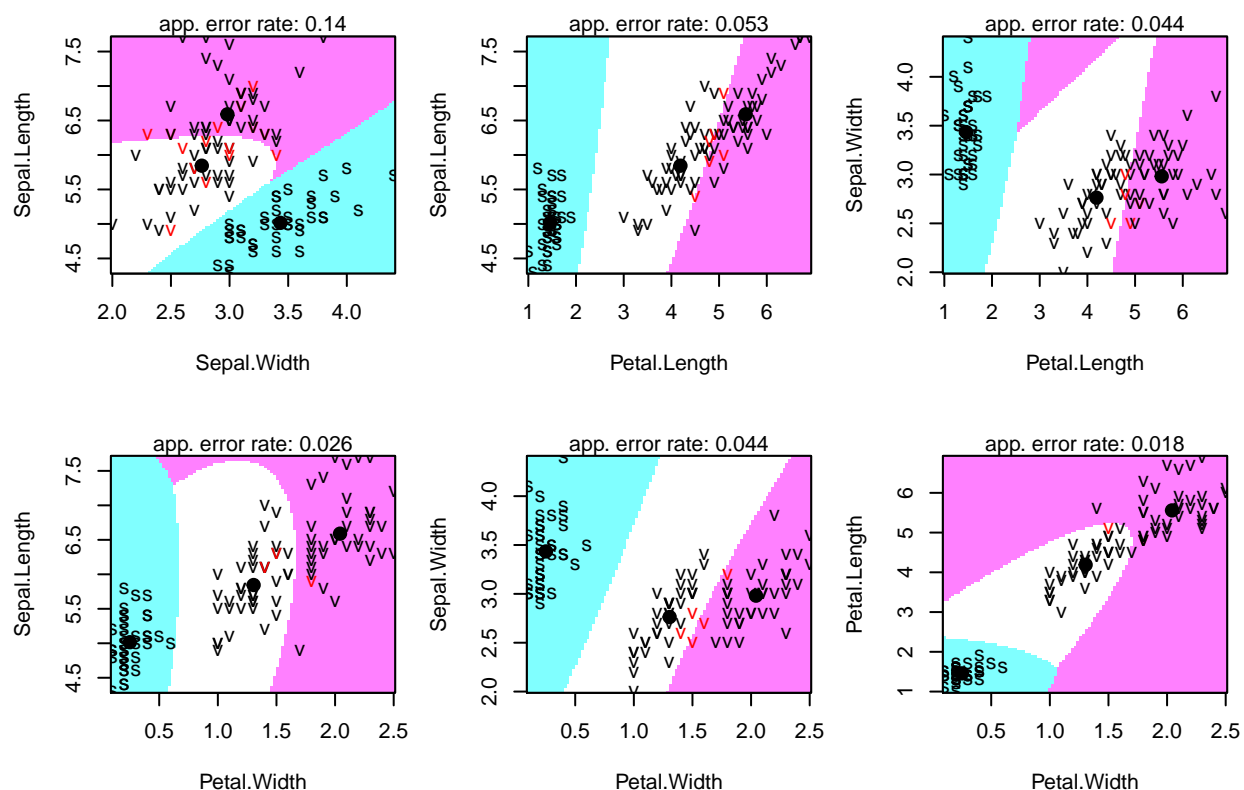 app. error rate: 0.14
app. error rate: 0.053
app. error rate: 0.044
Sepal.Length
7.5
6.5
5.5
4.5
2.0 2.5 3.0 3.5 4.0
Sepal.Width
Sepal.Length
7.5
6.5
5.5
4.5
1 2 3 4 5 6
Petal.Length
Sepal.Width
4.0
3.5
3.0
2.5
2.0
1 2 3 4 5 6
Petal.Length
app. error rate: 0.026
app. error rate: 0.044
app. error rate: 0.018
Sepal.Length
7.5
6.5
5.5
4.5
0.5 1.0 1.5 2.0 2.5
Petal.Width
Sepal.Width
4.0
3.5
3.0
2.5
2.0
0.5 1.0 1.5 2.0 2.5
Petal.Width
Petal.Length
6
5
4
3
2
1
0.5 1.0 1.5 2.0 2.5
Petal.Width